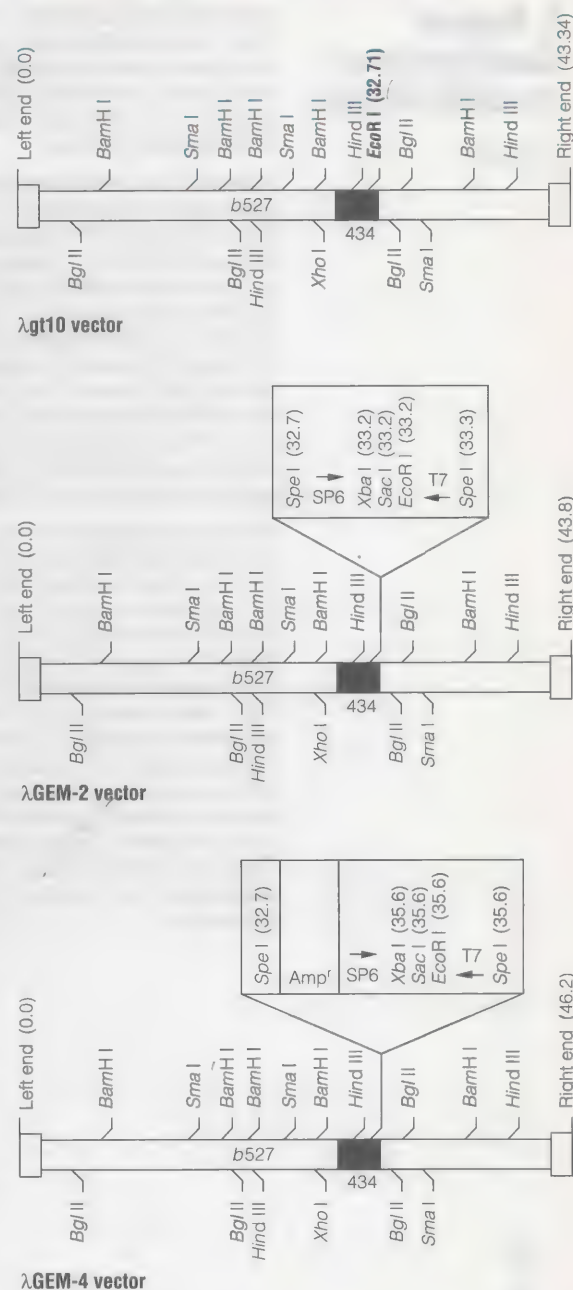 λgt10 vector
Left end (0.0)
BamH I
Sma I
BamH I
BamH I
Sma I
BamH I
Hind III
EcoR I (32.71)
Bgl II
BamH I
Hind III
Right end (43.34)
b527
434
Bgl II
Bgl II
Hind III
Xho I
Bgl II
Sma I
λGEM-2 vector
Spe I (32.7)
SP6
Xba I (33.2)
Sac I (33.2)
EcoR I (33.2)
T7
Spe I (33.3)
Left end (0.0)
BamH I
Sma I
BamH I
BamH I
Sma I
BamH I
Hind III
Bgl II
BamH I
Hind III
Right end (43.8)
b527
434
Bgl II
Bgl II
Hind III
Xho I
Bgl II
Sma I
λGEM-4 vector
Spe I (32.7)
Ampʳ
SP6
Xba I (35.6)
Sac I (35.6)
EcoR I (35.6)
T7
Spe I (35.6)
Left end (0.0)
BamH I
Sma I
BamH I
BamH I
Sma I
BamH I
Hind III
Bgl II
BamH I
Hind III
Right end (46.2)
b527
434
Bgl II
Bgl II
Hind III
Xho I
Bgl II
Sma I